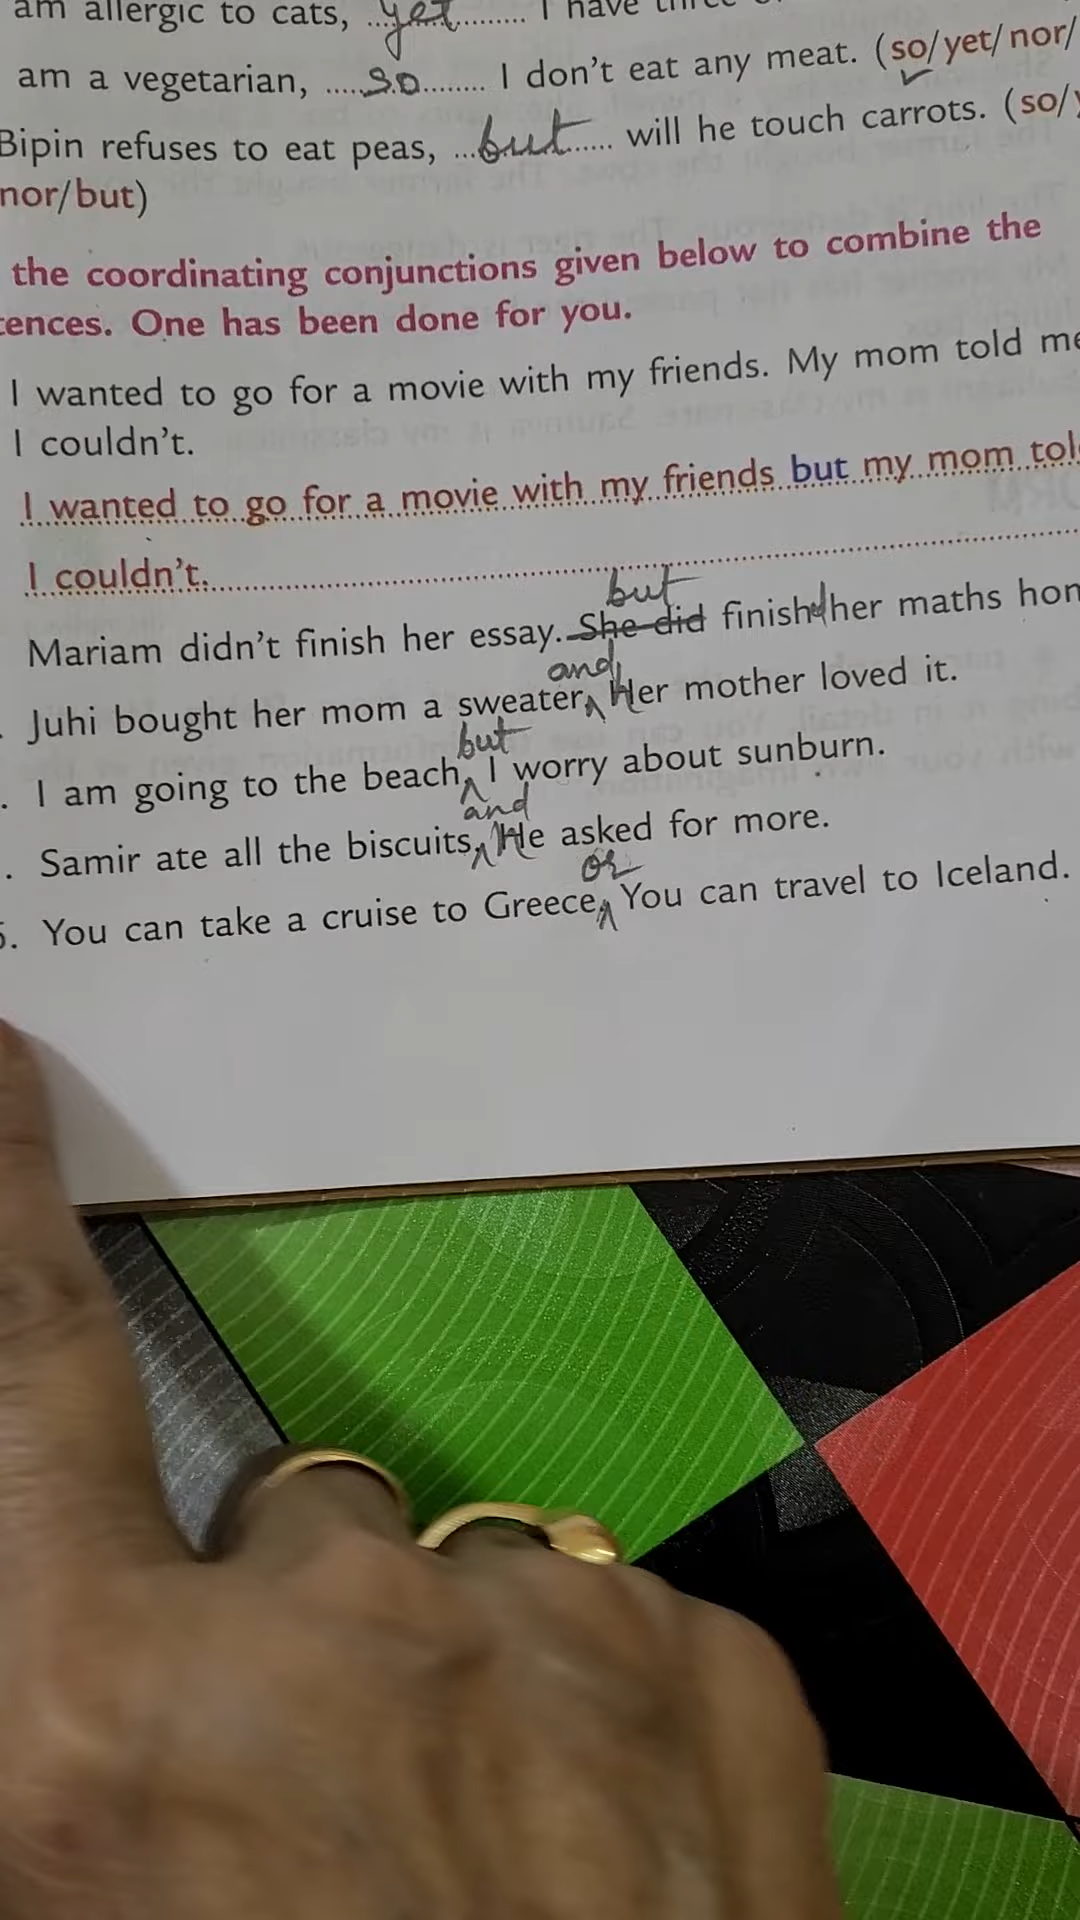 am allergic to cats, ...yet... I have three
am a vegetarian, ...so... I don't eat any meat. (so/yet/nor/
Bipin refuses to eat peas, ...but... will he touch carrots. (so/
nor/but)
the coordinating conjunctions given below to combine the
tences. One has been done for you.
I wanted to go for a movie with my friends. My mom told me
I couldn't.
I wanted to go for a movie with my friends but my mom tol
I couldn't.
but
Mariam didn't finish her essay. She did finished her maths hom
and
Juhi bought her mom a sweater. Her mother loved it.
but
. I am going to the beach. I worry about sunburn.
and
. Samir ate all the biscuits. He asked for more.
or
5. You can take a cruise to Greece. You can travel to Iceland.